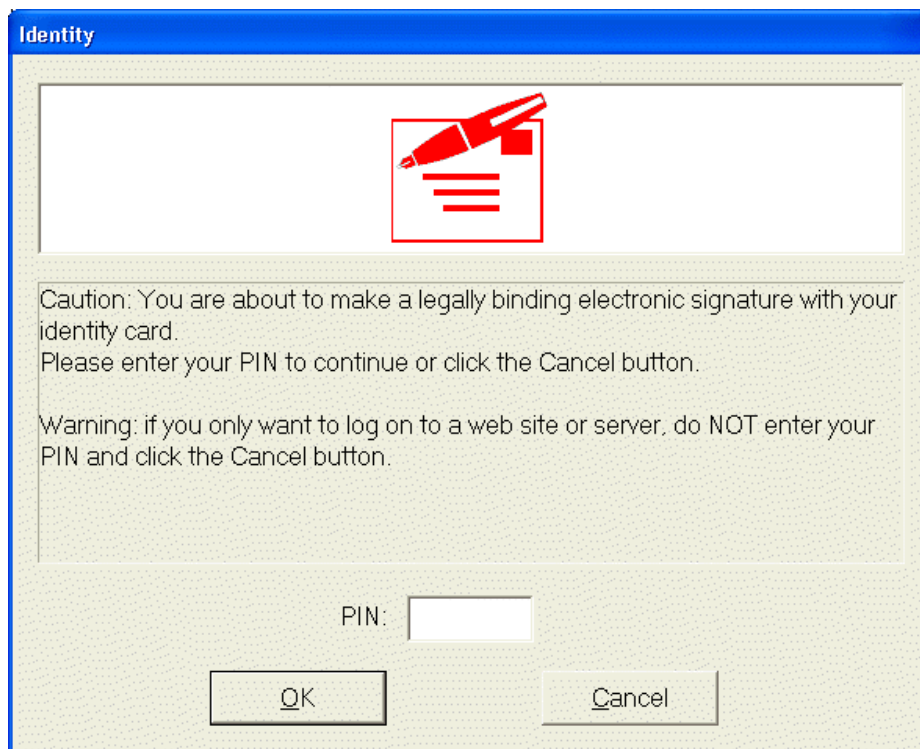 Identity
Caution: You are about to make a legally binding electronic signature with your
identity card.
Please enter your PIN to continue or click the Cancel button.
Warning: if you only want to log on to a web site or server, do NOT enter your
PIN and click the Cancel button.
PIN:
OK Cancel